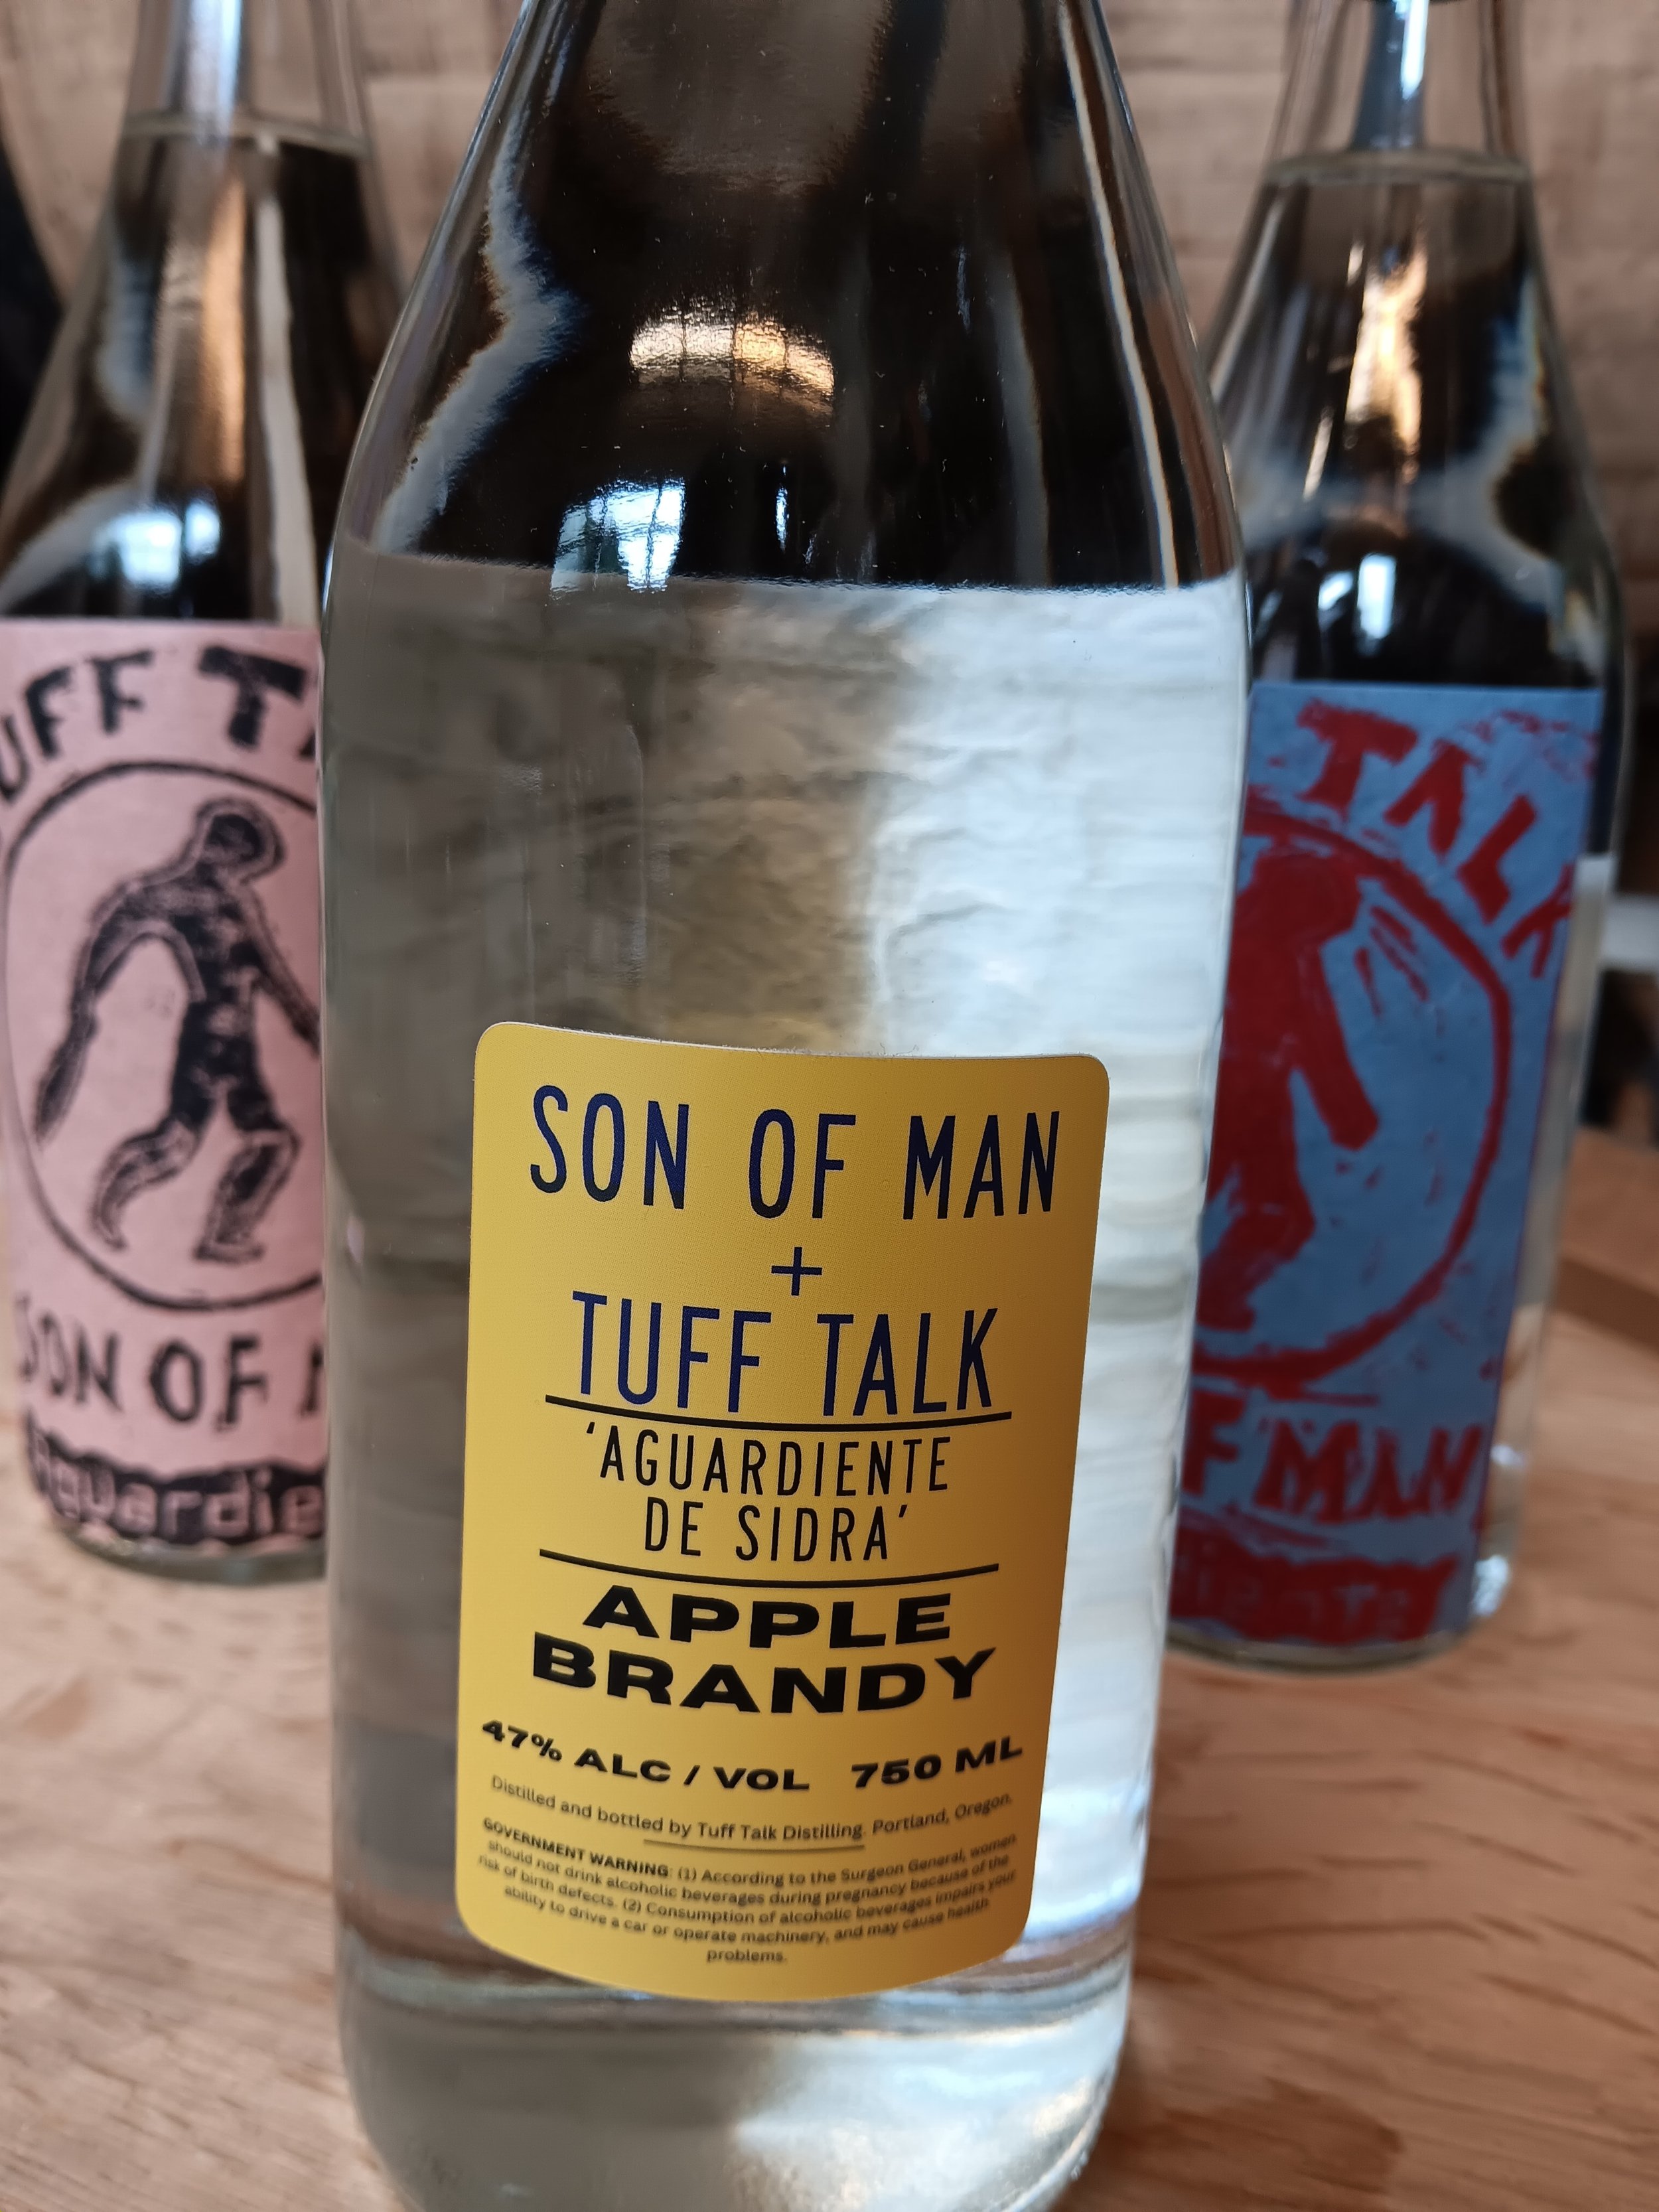 UFF T
SON OF
aguardie
SON OF MAN
+
TUFF TALK
'AGUARDIENTE
DE SIDRA'
APPLE
BRANDY
47% ALC / VOL 750 ML
Distilled and bottled by Tuff Talk Distilling. Portland, Oregon.
GOVERNMENT WARNING: (1) According to the Surgeon General, women
should not drink alcoholic beverages during pregnancy because of the
risk of birth defects. (2) Consumption of alcoholic beverages impairs your
ability to drive a car or operate machinery, and may cause health
problems.
TALK
F MAN